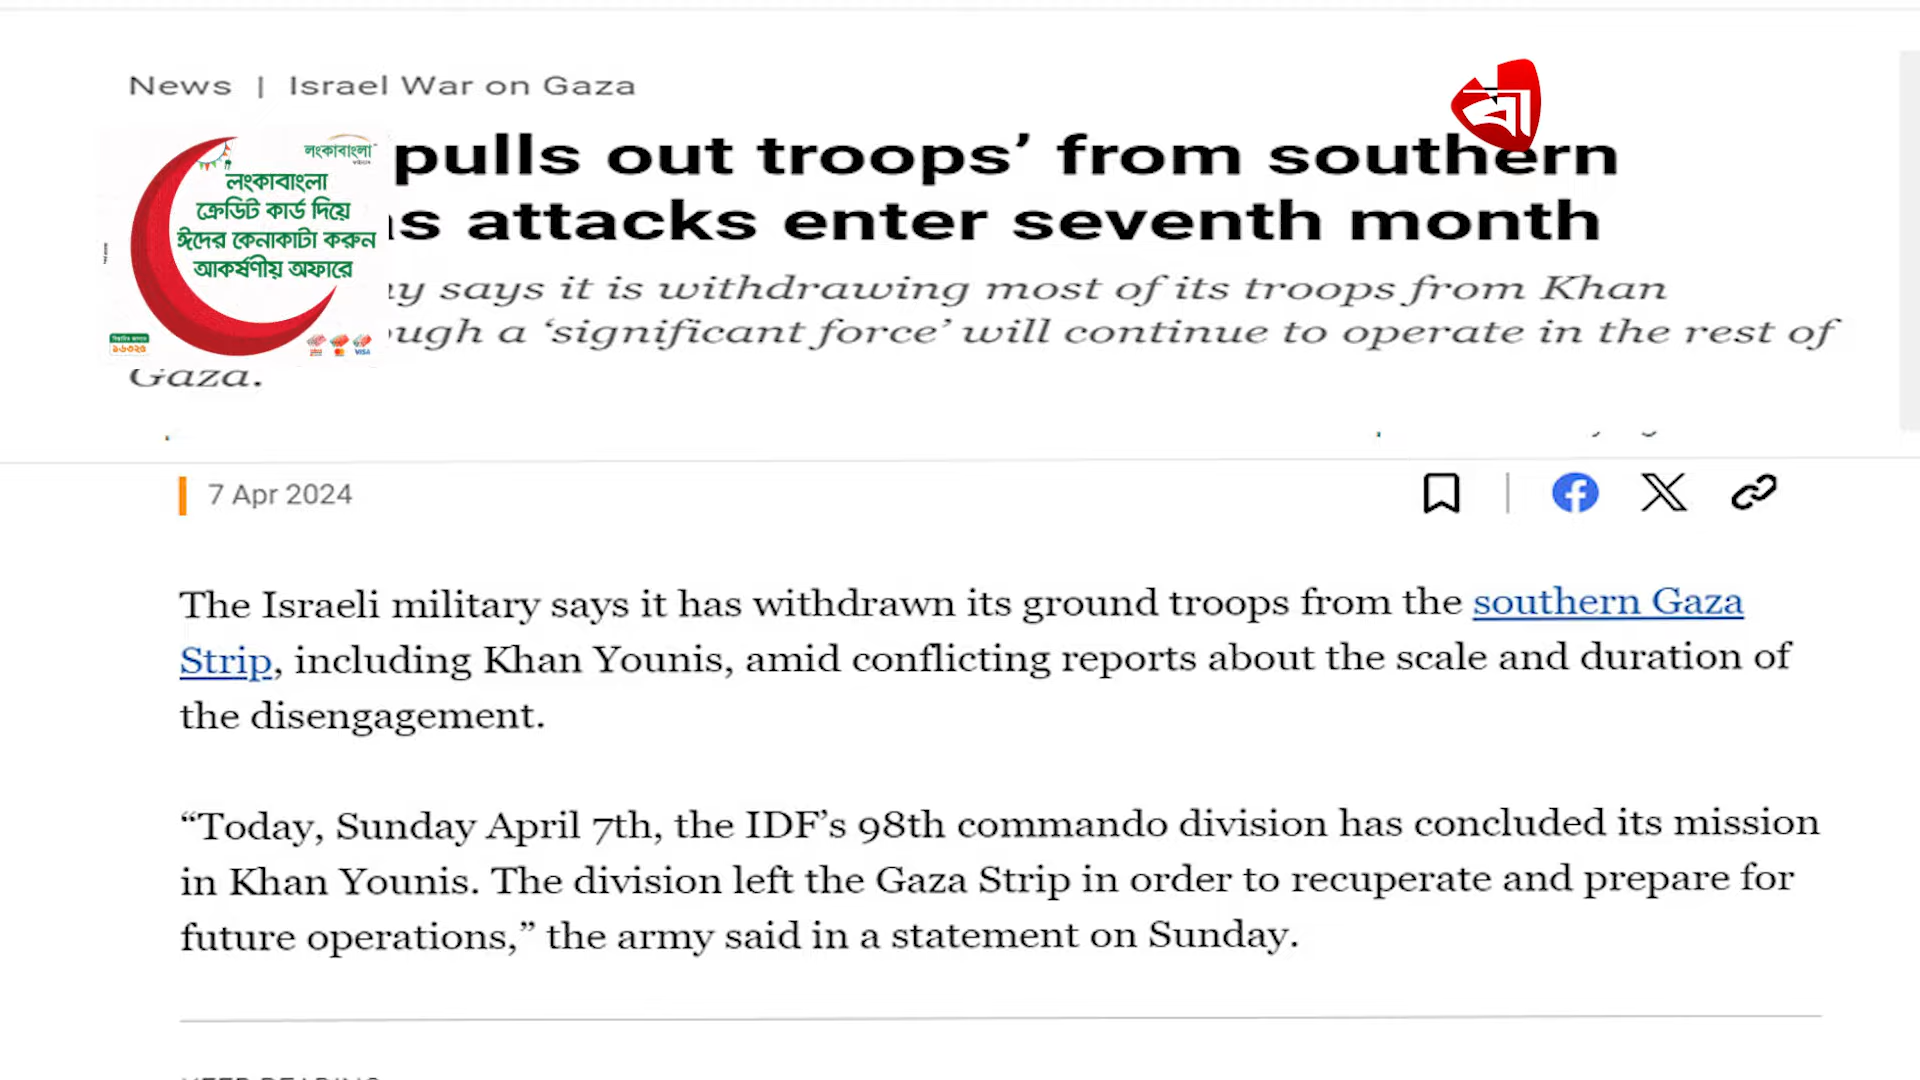 News | Israel War on Gaza
pulls out troops’ from southern
s attacks enter seventh month
y says it is withdrawing most of its troops from Khan
ugh a ‘significant force’ will continue to operate in the rest of
Gaza.
লংকাবাংলা
লংকাবাংলা
ক্রেডিট কার্ড দিয়ে
ঈদের কেনাকাটা করুন
আকর্ষণীয় অফারে
১৬৩২৫
VISA
বা
7 Apr 2024
The Israeli military says it has withdrawn its ground troops from the southern Gaza
Strip, including Khan Younis, amid conflicting reports about the scale and duration of
the disengagement.
“Today, Sunday April 7th, the IDF’s 98th commando division has concluded its mission
in Khan Younis. The division left the Gaza Strip in order to recuperate and prepare for
future operations,” the army said in a statement on Sunday.